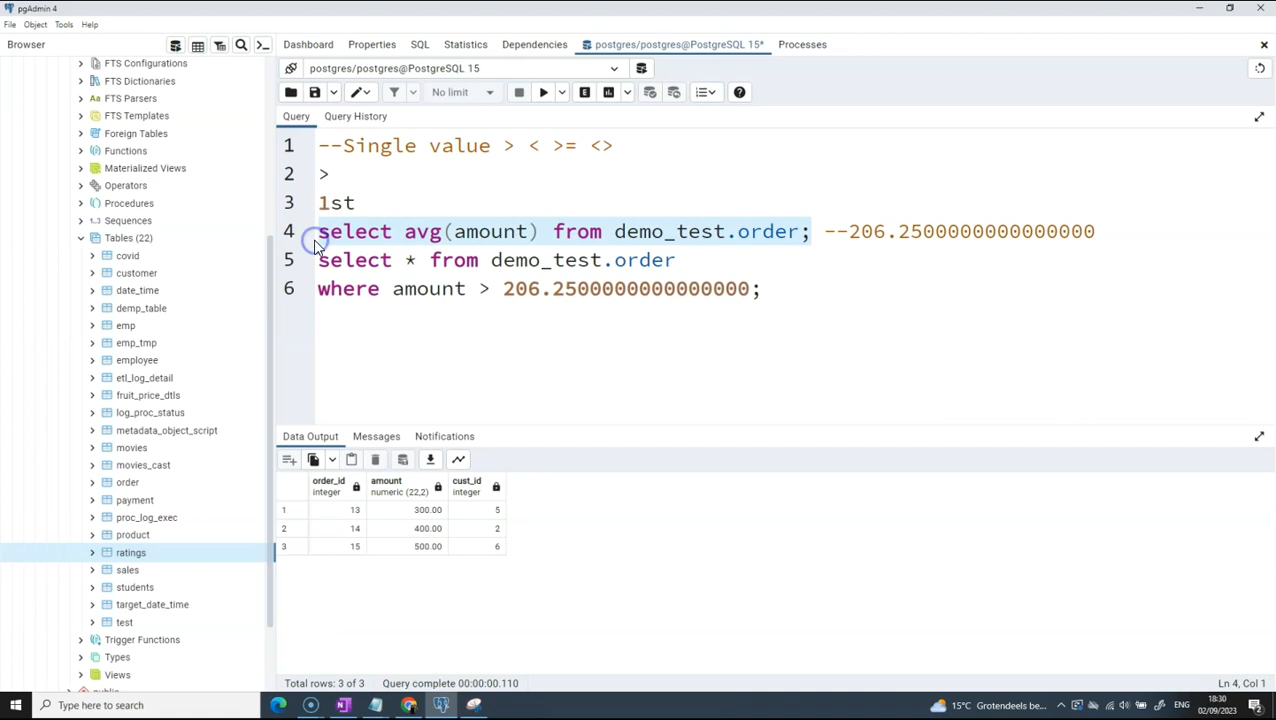 pgAdmin 4
File Object Tools Help
Browser
Dashboard Properties SQL Statistics Dependencies postgres/postgres@PostgreSQL 15* Processes
postgres/postgres@PostgreSQL 15
No limit
Query Query History
FTS Configurations
FTS Dictionaries
FTS Parsers
FTS Templates
Foreign Tables
Functions
Materialized Views
Operators
Procedures
Sequences
Tables (22)
covid
customer
date_time
demp_table
emp
emp_tmp
employee
etl_log_detail
fruit_price_dtls
log_proc_status
metadata_object_script
movies
movies_cast
order
payment
proc_log_exec
product
ratings
sales
students
target_date_time
test
Trigger Functions
Types
Views
1 --Single value > < >= <>
2 >
3 1st
4 select avg(amount) from demo_test.order; --206.2500000000000000
5 select * from demo_test.order
6 where amount > 206.2500000000000000;
Data Output Messages Notifications
order_id integer amount numeric (22,2) cust_id integer
1 13 300.00 5
2 14 400.00 2
3 15 500.00 6
Total rows: 3 of 3 Query complete 00:00:00.110 Ln 4, Col 1
Type here to search
15°C Grotendeels be... ENG 18:30
02/09/2023